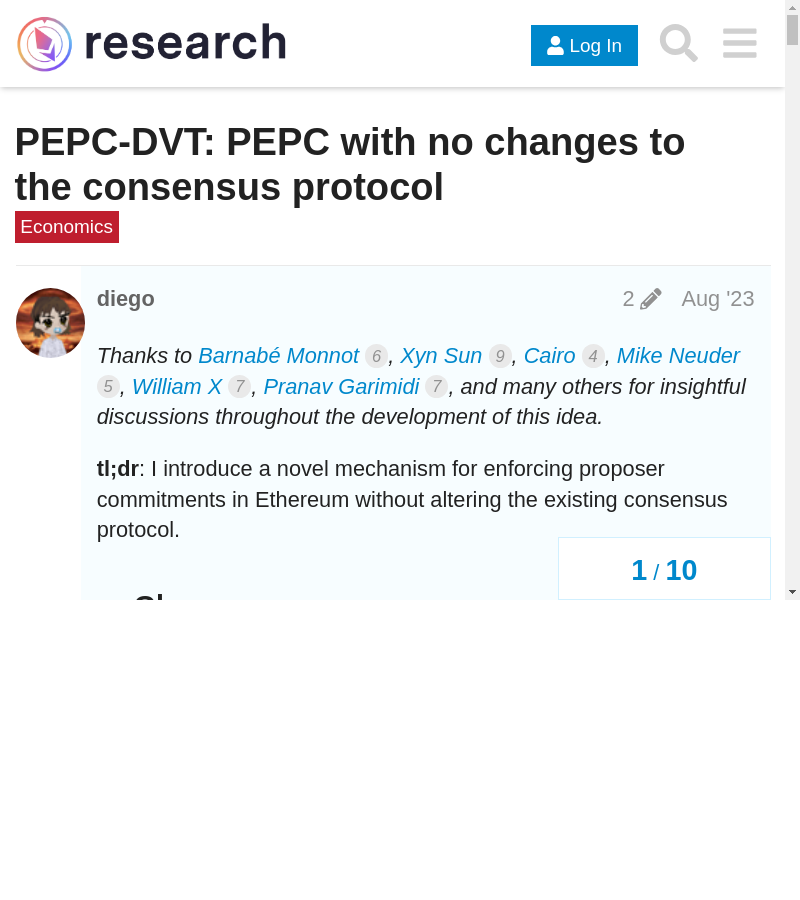 research
Log In
PEPC-DVT: PEPC with no changes to
the consensus protocol
Economics
diego 2 Aug '23
Thanks to Barnabé Monnot 6, Xyn Sun 9, Cairo 4, Mike Neuder
5, William X 7, Pranav Garimidi 7, and many others for insightful
discussions throughout the development of this idea.
tl;dr: I introduce a novel mechanism for enforcing proposer
commitments in Ethereum without altering the existing consensus
protocol.
1 / 10